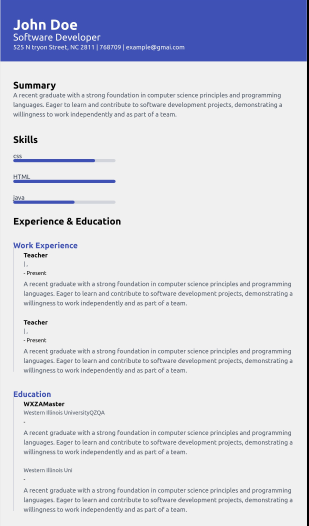 John Doe
Software Developer
525 N tryon Street, NC 2811 | 768709 | example@gmai.com
Summary
A recent graduate with a strong foundation in computer science principles and programming
languages. Eager to learn and contribute to software development projects, demonstrating a
willingness to work independently and as part of a team.
Skills
css
HTML
java
Experience & Education
Work Experience
Teacher
| ,
- Present
A recent graduate with a strong foundation in computer science principles and programming
languages. Eager to learn and contribute to software development projects, demonstrating a
willingness to work independently and as part of a team.
Teacher
| ,
- Present
A recent graduate with a strong foundation in computer science principles and programming
languages. Eager to learn and contribute to software development projects, demonstrating a
willingness to work independently and as part of a team.
Education
WXZAMaster
Western Illinois UniversityQZQA
-
A recent graduate with a strong foundation in computer science principles and programming
languages. Eager to learn and contribute to software development projects, demonstrating a
willingness to work independently and as part of a team.
Western Illinois Uni
-
A recent graduate with a strong foundation in computer science principles and programming
languages. Eager to learn and contribute to software development projects, demonstrating a
willingness to work independently and as part of a team.